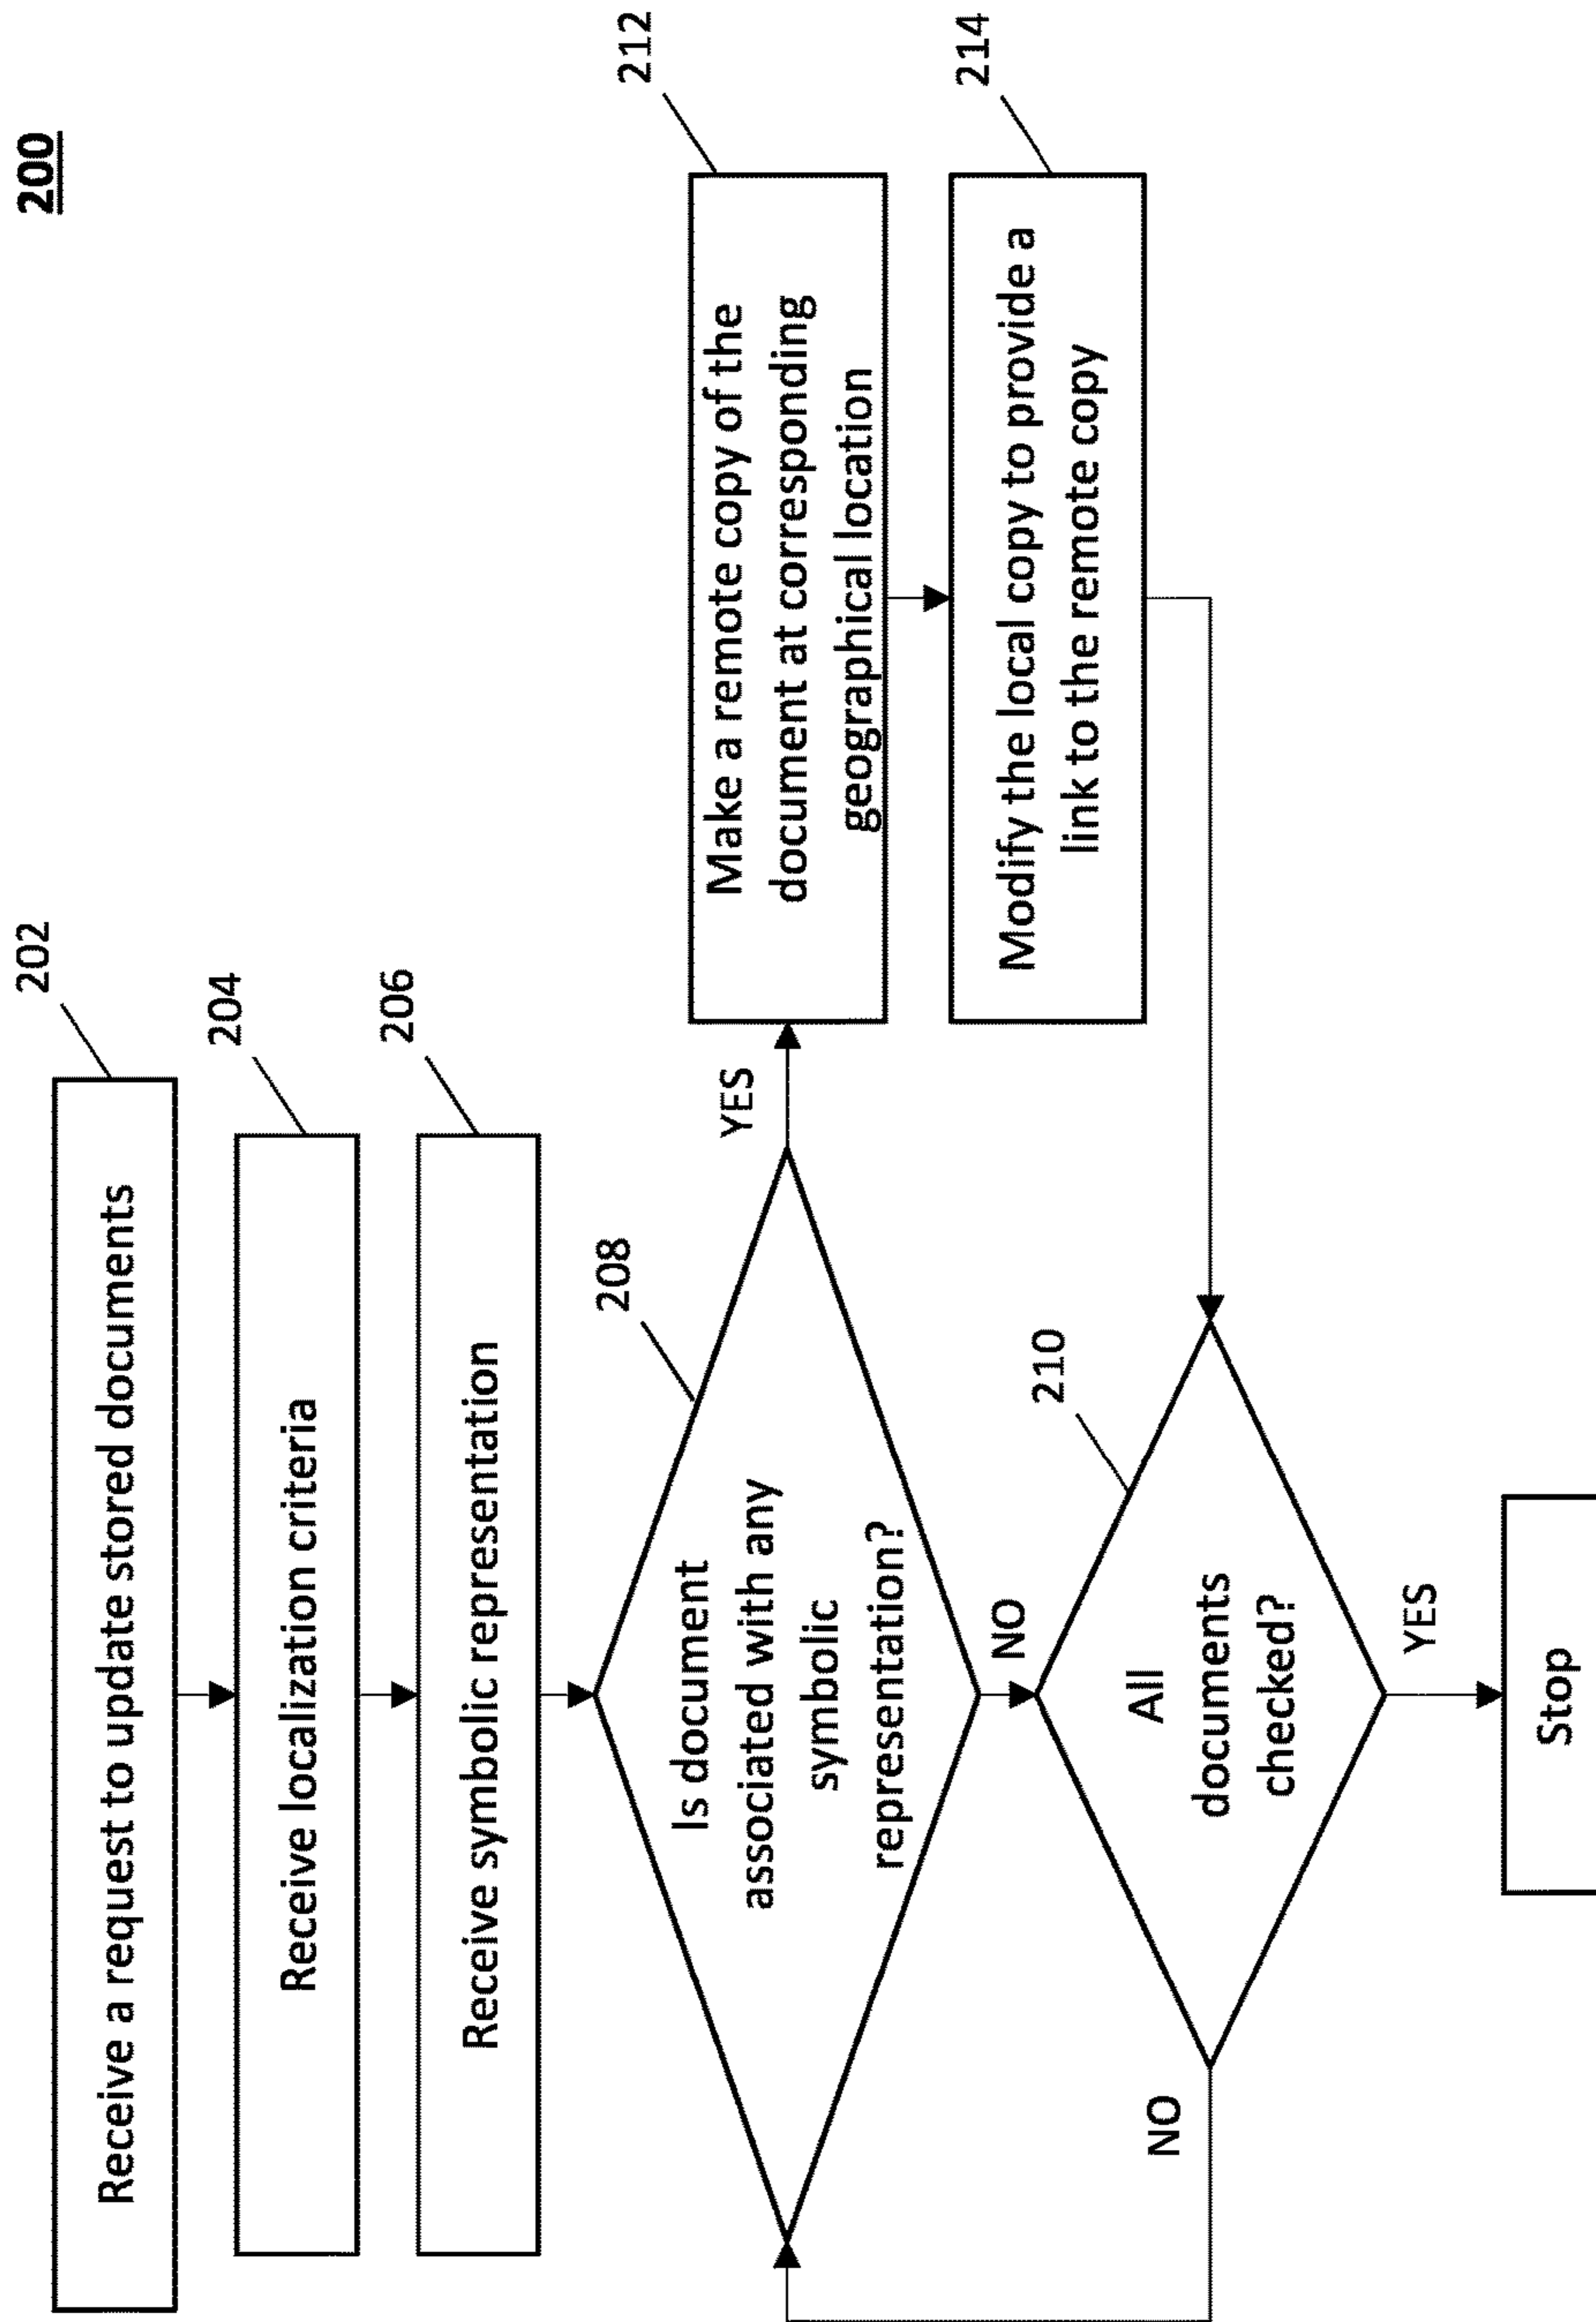 200
202
Receive a request to update stored documents
204
Receive localization criteria
206
Receive symbolic representation
208
Is document
associated with any
symbolic
representation?
YES
212
Make a remote copy of the
document at corresponding
geographical location
214
Modify the local copy to provide a
link to the remote copy
NO
210
All
documents
checked?
NO
YES
Stop